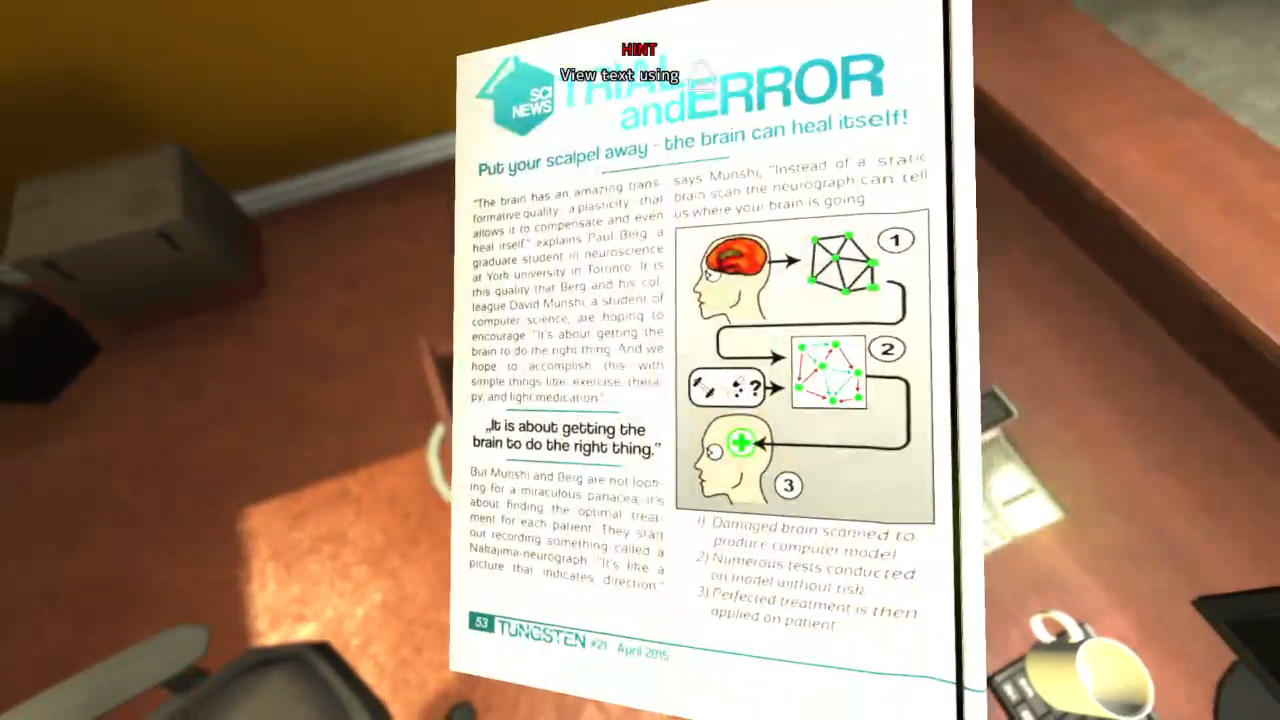 HINT
View text using
SCI
NEWS
TRIAL
and ERROR
Put your scalpel away - the brain can heal itself!
"The brain has an amazing trans-
formative quality - a plasticity - that
allows it to compensate and even
heal itself," explains Paul Berg, a
graduate student in neuroscience
at York university in Toronto. It is
this quality that Berg and his col-
league David Munshi, a student of
computer science, are hoping to
encourage. "It's about getting the
brain to do the right thing. And we
hope to accomplish this with
simple things like, exercise, thera-
py, and light medication."
„It is about getting the
brain to do the right thing.”
But Munshi and Berg are not look-
ing for a miraculous panacea, it's
about finding the optimal treat-
ment for each patient. They start
out recording something called a
Nakajima-neurograph. "It's like a
picture that indicates direction,"
says Munshi, "Instead of a static
brain scan the neurograph can tell
us where your brain is going."
1
2
?
3
1) Damaged brain scanned to
produce computer model
2) Numerous tests conducted
on model without risk
3) Perfected treatment is then
applied on patient
53 TUNGSTEN #21 April 2015